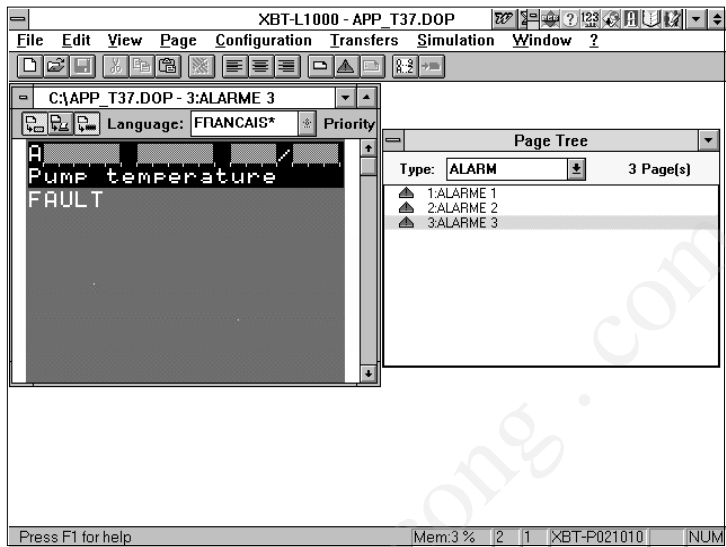 XBT-L1000 - APP_T37.DOP
File Edit View Page Configuration Transfers Simulation Window ?
C:\APP_T37.DOP - 3:ALARME 3
Language: FRANCAIS* Priority
A / 
Pump temperature
FAULT
Page Tree
Type: ALARM 3 Page(s)
1:ALARME 1
2:ALARME 2
3:ALARME 3
Press F1 for help Mem:3 % 2 1 XBT-P021010 NUM
ong.com